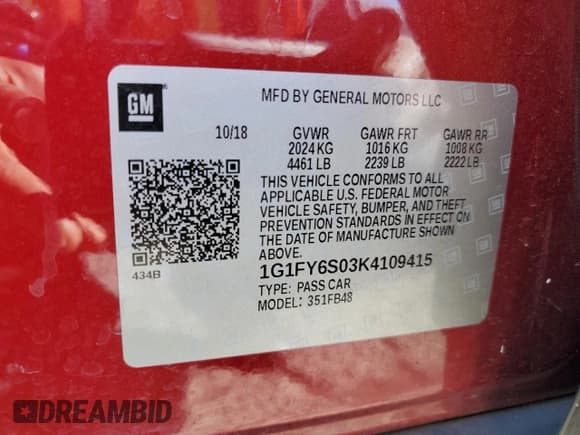 GM
MFD BY GENERAL MOTORS LLC
10/18 GVWR GAWR FRT GAWR RR
2024 KG 1016 KG 1008 KG
4461 LB 2239 LB 2222 LB
THIS VEHICLE CONFORMS TO ALL
APPLICABLE U.S. FEDERAL MOTOR
VEHICLE SAFETY, BUMPER, AND THEFT
PREVENTION STANDARDS IN EFFECT ON
THE DATE OF MANUFACTURE SHOWN
ABOVE.
434B
1G1FY6S03K4109415
TYPE: PASS CAR
MODEL: 351FB48
DREAMBID